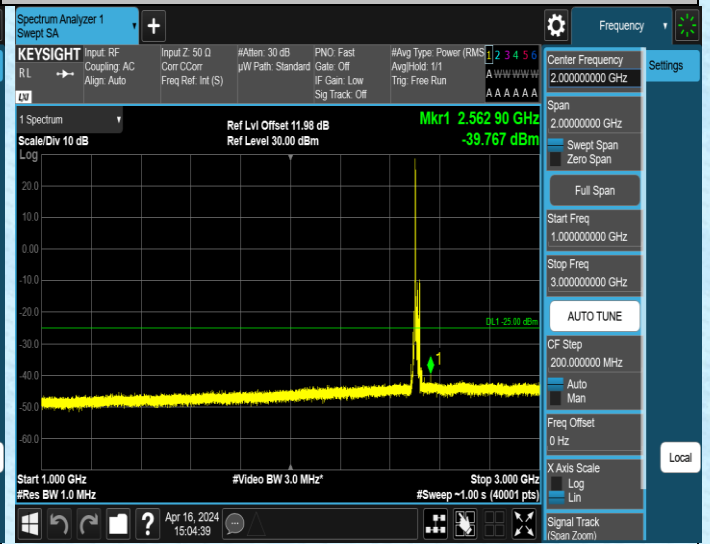 Spectrum Analyzer 1
Swept SA
+
Frequency
KEYSIGHT
RL
LXI
Input: RF
Coupling: AC
Align: Auto
Input Z: 50 Ω
Corr CCorr
Freq Ref: Int (S)
#Atten: 30 dB
µW Path: Standard
PNO: Fast
Gate: Off
IF Gain: Low
Sig Track: Off
#Avg Type: Power (RMS
Avg|Hold: 1/1
Trig: Free Run
1 2 3 4 5 6
A W W W W W
A A A A A A
1 Spectrum
Scale/Div 10 dB
Log
Ref Lvl Offset 11.98 dB
Ref Level 30.00 dBm
Mkr1 2.562 90 GHz
-39.767 dBm
20.0
10.0
0.00
-10.0
-20.0
-30.0
-40.0
-50.0
-60.0
DL1 -25.00 dBm
1
Start 1.000 GHz
#Res BW 1.0 MHz
#Video BW 3.0 MHz*
Stop 3.000 GHz
#Sweep ~1.00 s (40001 pts)
Apr 16, 2024
15:04:39
?
Center Frequency
2.000000000 GHz
Span
2.00000000 GHz
Swept Span
Zero Span
Full Span
Start Freq
1.000000000 GHz
Stop Freq
3.000000000 GHz
AUTO TUNE
CF Step
200.000000 MHz
Auto
Man
Freq Offset
0 Hz
X Axis Scale
Log
Lin
Signal Track
(Span Zoom)
Settings
Local